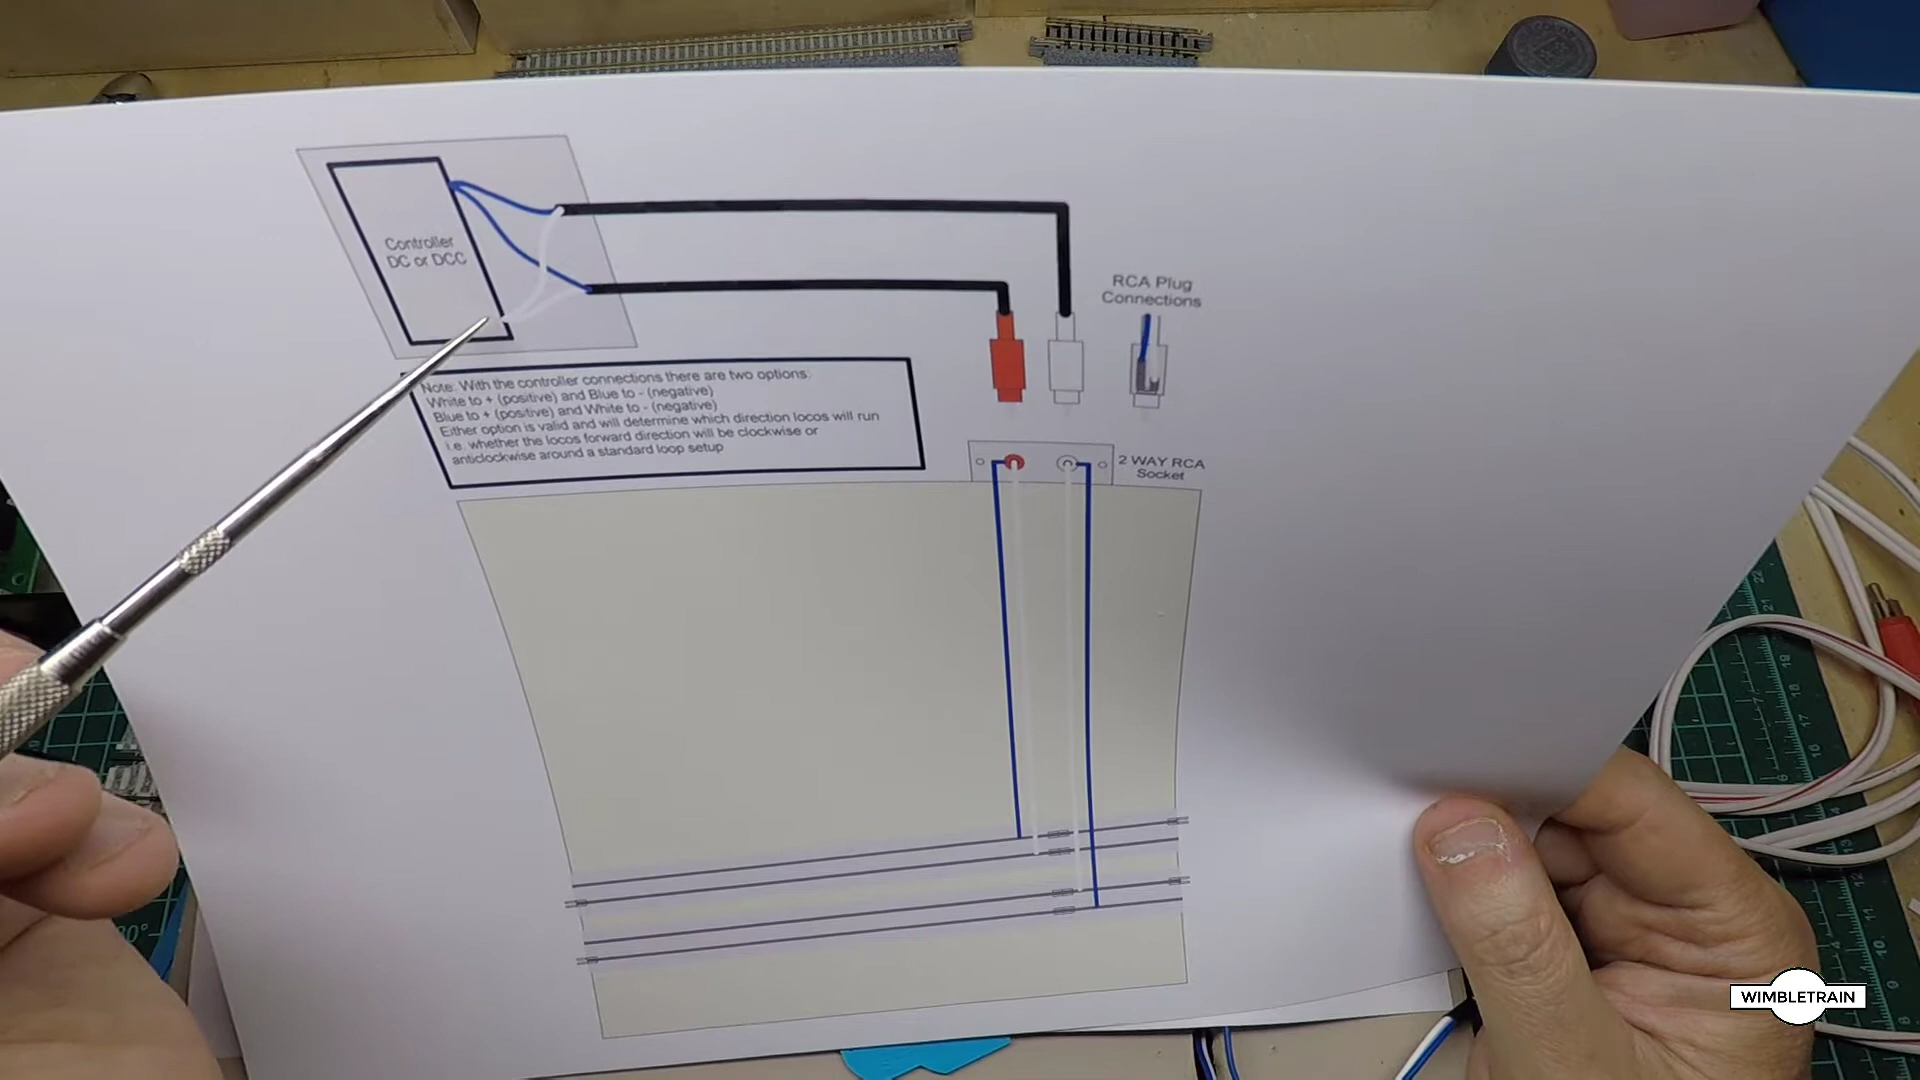 Controller
DC or DCC
RCA Plug
Connections
Note: With the controller connections there are two options:
White to + (positive) and Blue to - (negative)
Blue to + (positive) and White to - (negative)
Either option is valid and will determine which direction locos will run
i.e. whether the locos forward direction will be clockwise or
anticlockwise around a standard loop setup
2 WAY RCA
Socket
WIMBLETRAIN